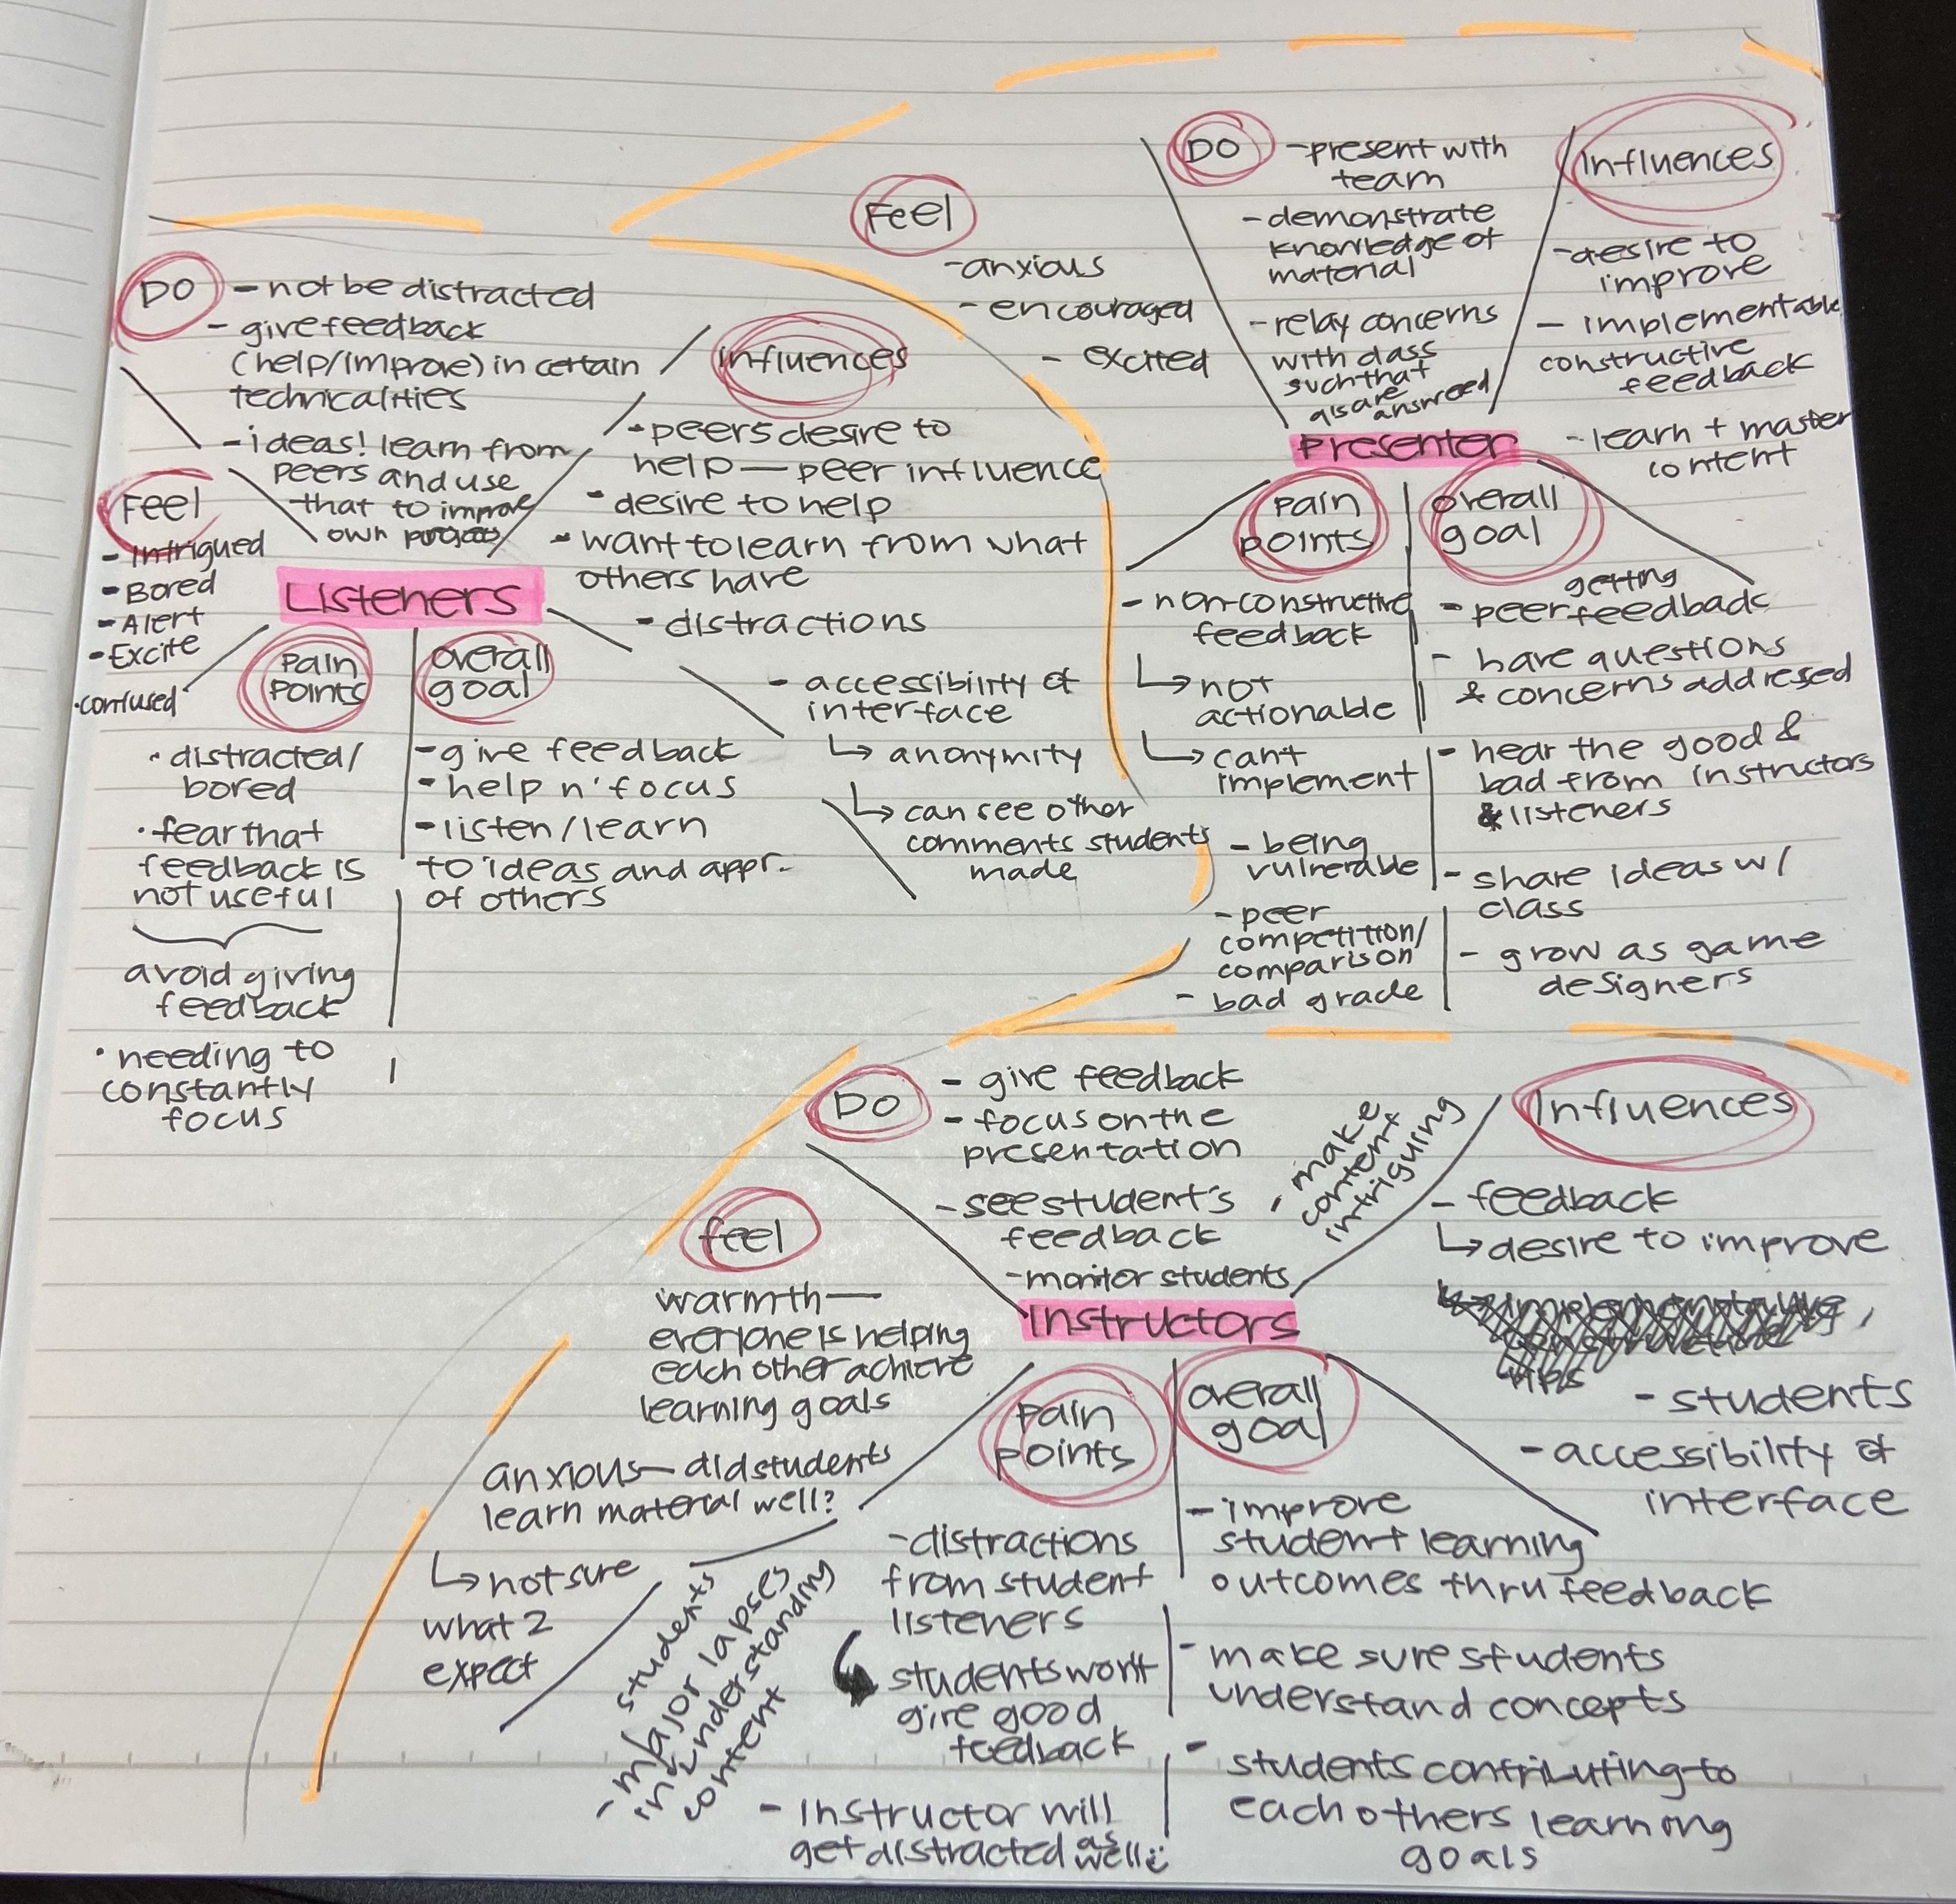 DO
- not be distracted
- give feedback
(help/improve) in certain
technicalities
- ideas! learn from
peers and use
that to improve
own
Feel
- Intrigued
- Bored
- Alert
- Excite
· confused
influences
- peers desire to
help — peer influence
- desire to help
- want to learn from what
others have
- distractions
- accessibility of
interface
↳ anonymity
↳ can see other
comments students
made
Listeners
pain
points
· distracted/
bored
· fear that
feedback is
not useful
avoid giving
feedback
· needing to
constantly
focus
overall
goal
- give feedback
- help n' focus
- listen/learn
to ideas and appr.
of others
Feel
- anxious
- encouraged
- excited
DO
- present with
team
- demonstrate
knowledge of
material
- relay concerns
with class
such that
are
answered
Influences
- desire to
improve
- implementable
constructive
feedback
- learn + master
content
Presenter
pain
points
- non-constructive
feedback
↳ not
actionable
↳ can't
implement
- being
vulnerable
- peer
competition/
comparison
- bad grade
overall
goal
getting
- peer feedback
- have questions
& concerns addressed
- hear the good &
bad from instructors
& listeners
- share ideas w/
class
- grow as game
designers
DO
- give feedback
- focus on the
presentation
- see student's
feedback
- monitor students
· make
content
intriguing
Influences
- feedback
↳ desire to improve
- students
- accessibility of
interface
feel
warmth —
everyone is helping
each other achieve
learning goals
anxious — did students
learn material well?
↳ not sure
what 2
expect
Instructors
pain
points
- distractions
from student
listeners
students won't
give good
feedback
- Instructor will
get distracted as
well :(
students
- major lapses
in understanding
content
overall
goal
- improve
student learning
outcomes thru feedback
- make sure students
understand concepts
- students contributing to
each others learning
goals